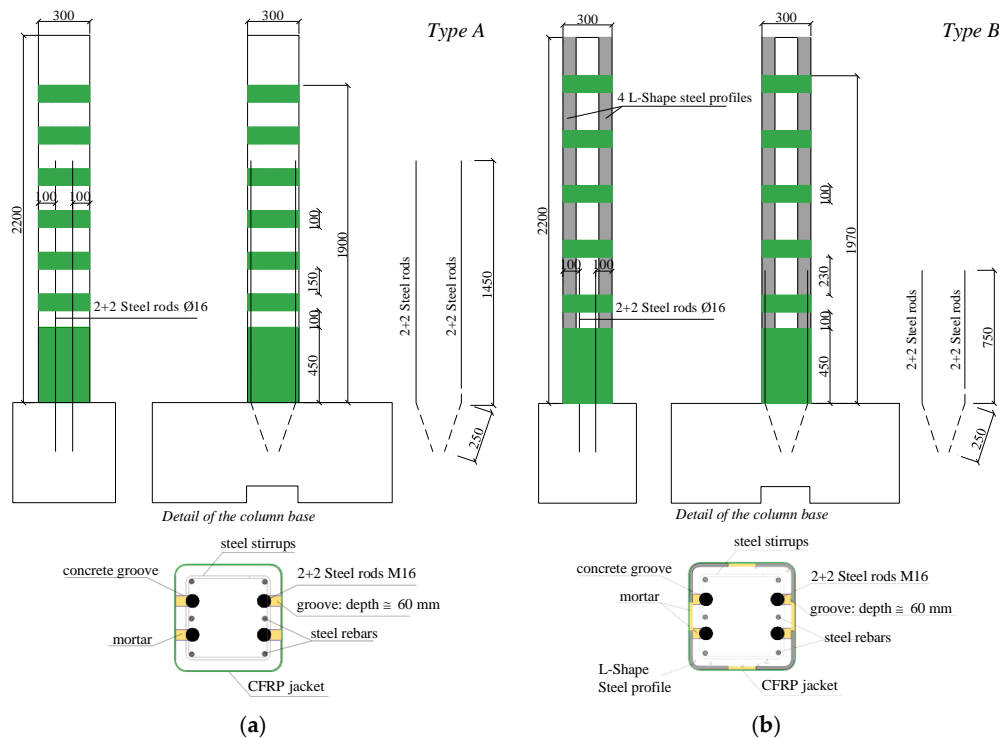 300
300
Type A
2200
100
100
2+2 Steel rods Ø16
100
150
100
450
1900
2+2 Steel rods
2+2 Steel rods
1450
250
Detail of the column base
steel stirrups
concrete groove
2+2 Steel rods M16
groove: depth ≅ 60 mm
mortar
steel rebars
CFRP jacket
(a)
300
300
Type B
4 L-Shape steel profiles
2200
100
100
2+2 Steel rods Ø16
100
230
100
450
1970
2+2 Steel rods
2+2 Steel rods
750
250
Detail of the column base
steel stirrups
concrete groove
2+2 Steel rods M16
mortar
groove: depth ≅ 60 mm
steel rebars
L-Shape
Steel profile
CFRP jacket
(b)